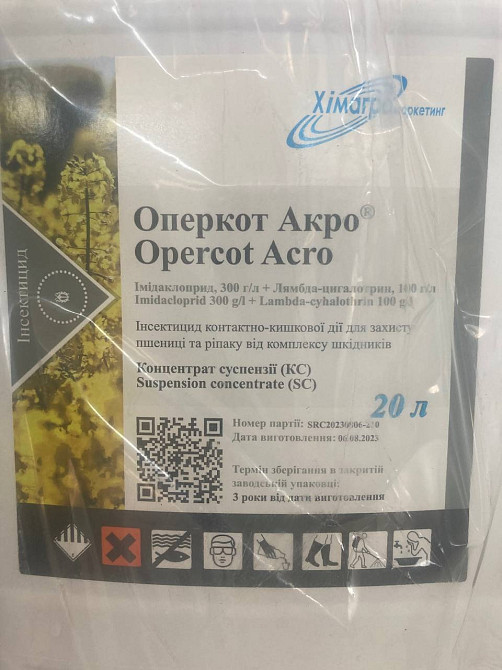 Хімагромаркетинг
Інсектицид
Оперкот Акро®
Opercot Acro
Імідаклоприд, 300 г/л + Лямбда-цигалотрин, 100 г/л
Imidacloprid 300 g/l + Lambda-cyhalothrin 100 g/l
Інсектицид контактно-кишкової дії для захисту
пшениці та ріпаку від комплексу шкідників
Концентрат суспензії (КС)
Suspension concentrate (SC)
20 л
Номер партії:
Дата виготовлення: 06.08.2023
Термін зберігання в закритій
заводській упаковці:
3 роки від дати виготовлення